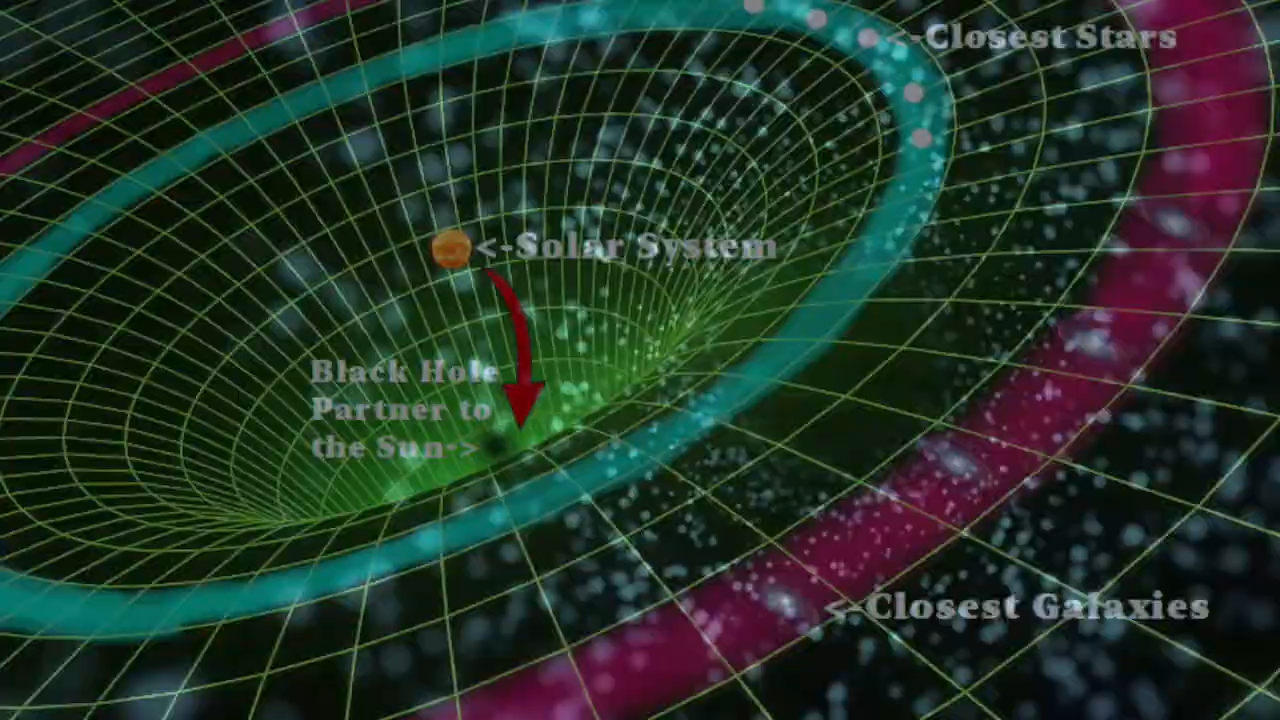 <-Closest Stars
<-Solar System
Black Hole
Partner to
the Sun->
<-Closest Galaxies